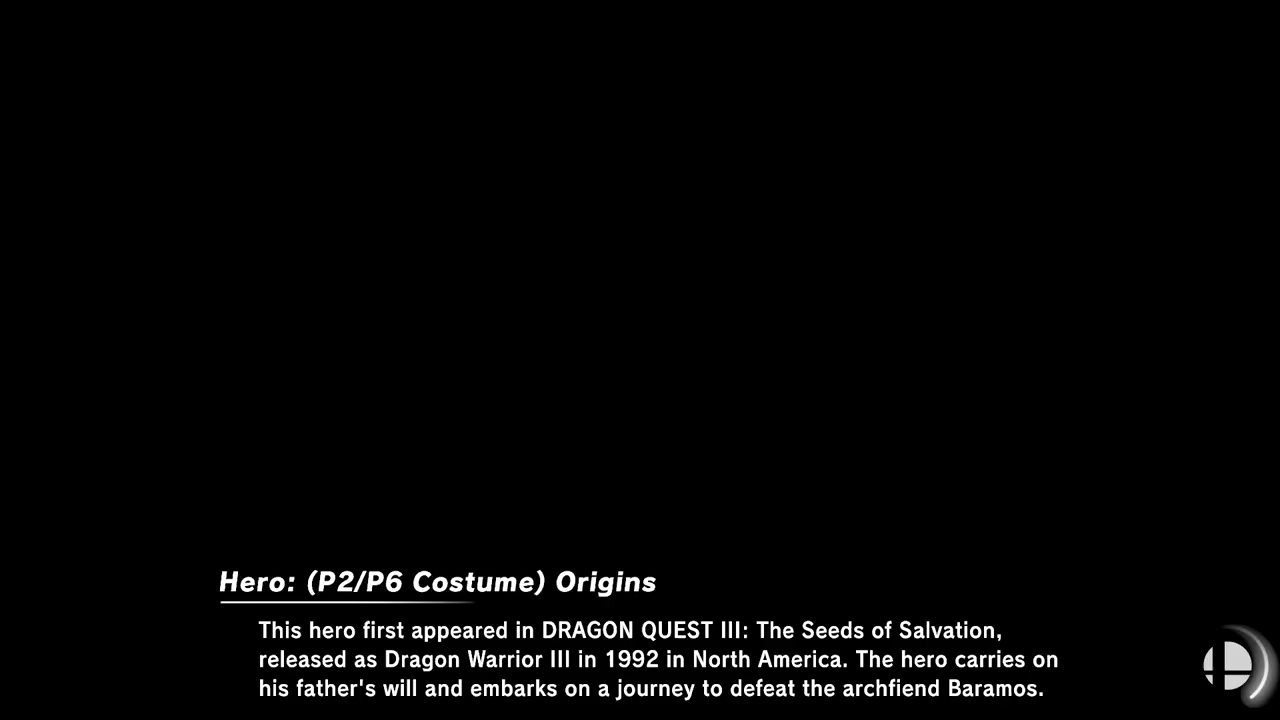 Hero: (P2/P6 Costume) Origins
This hero first appeared in DRAGON QUEST III: The Seeds of Salvation,
released as Dragon Warrior III in 1992 in North America. The hero carries on
his father's will and embarks on a journey to defeat the archfiend Baramos.